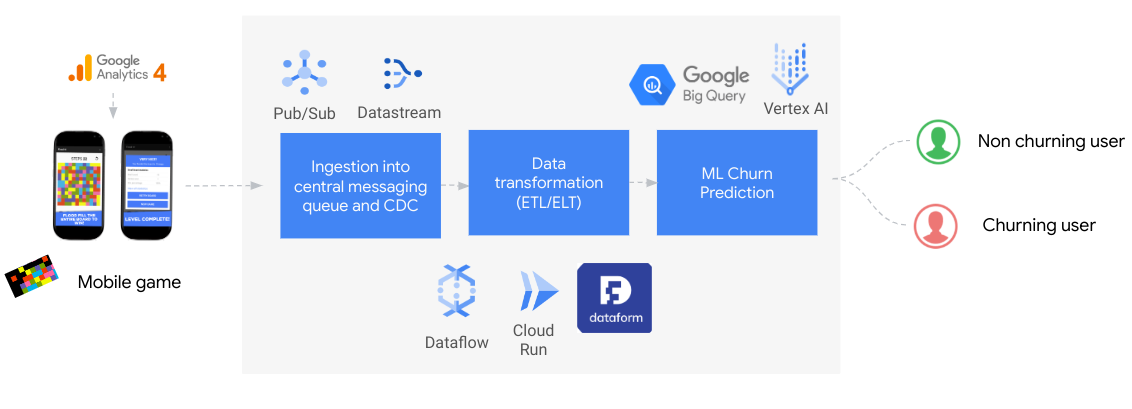 Google
Analytics 4
Pub/Sub
Datastream
Google
Big Query
Vertex AI
Ingestion into
central messaging
queue and CDC
Data
transformation
(ETL/ELT)
ML Churn
Prediction
Non churning user
Churning user
FLOOD FILL THE
ENTIRE BOARD TO
WIN!
LEVEL COMPLETE!
Mobile game
Dataflow
Cloud
Run
dataform